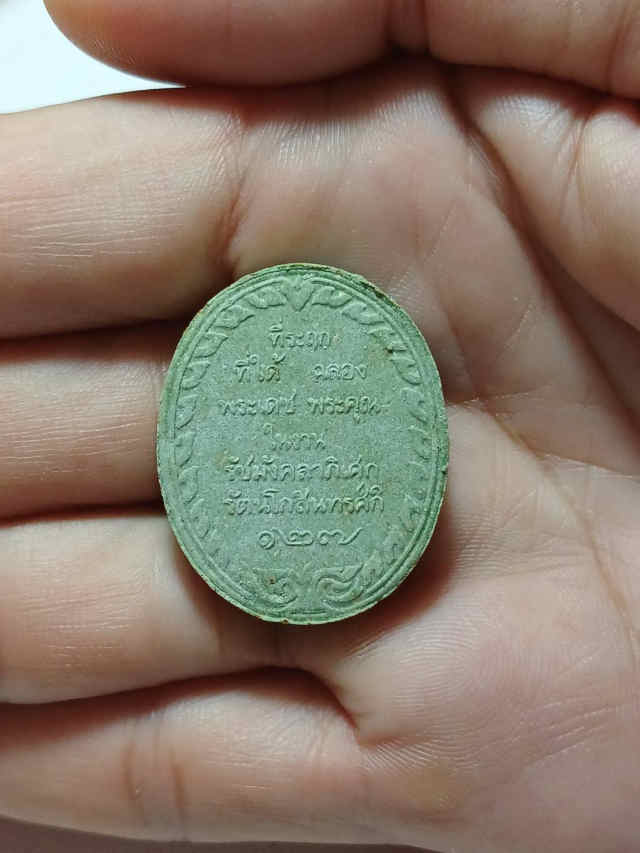 ที่ระฦก
ที่ได้ ฉลอง
พระเดช พระคุณ
ในงาน
รัชมังคลาภิเศก
รัตนโกสินทรศก
๑๒๗